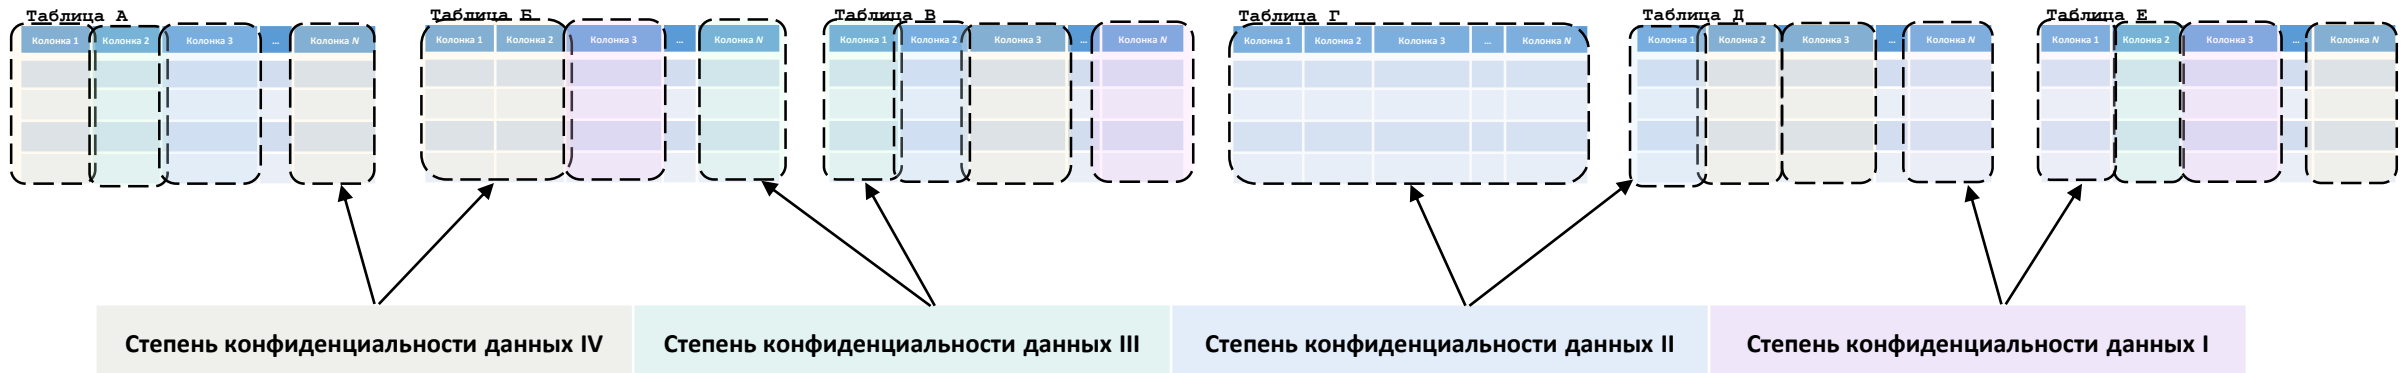 Таблица А
Колонка 1 Колонка 2 Колонка 3 ... Колонка N
Таблица Б
Колонка 1 Колонка 2 Колонка 3 ... Колонка N
Таблица В
Колонка 1 Колонка 2 Колонка 3 ... Колонка N
Таблица Г
Колонка 1 Колонка 2 Колонка 3 ... Колонка N
Таблица Д
Колонка 1 Колонка 2 Колонка 3 ... Колонка N
Таблица Е
Колонка 1 Колонка 2 Колонка 3 ... Колонка N
Степень конфиденциальности данных IV
Степень конфиденциальности данных III
Степень конфиденциальности данных II
Степень конфиденциальности данных I